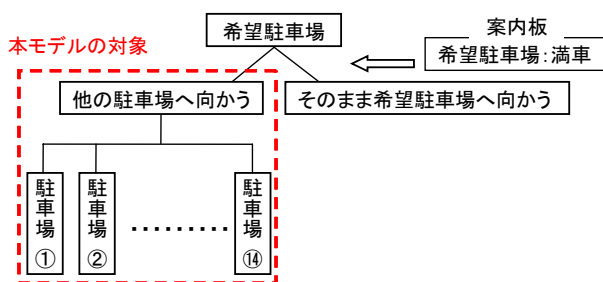 希望駐車場
案内板
希望駐車場:満車
本モデルの対象
他の駐車場へ向かう
そのまま希望駐車場へ向かう
駐車場①
駐車場②
………
駐車場⑭